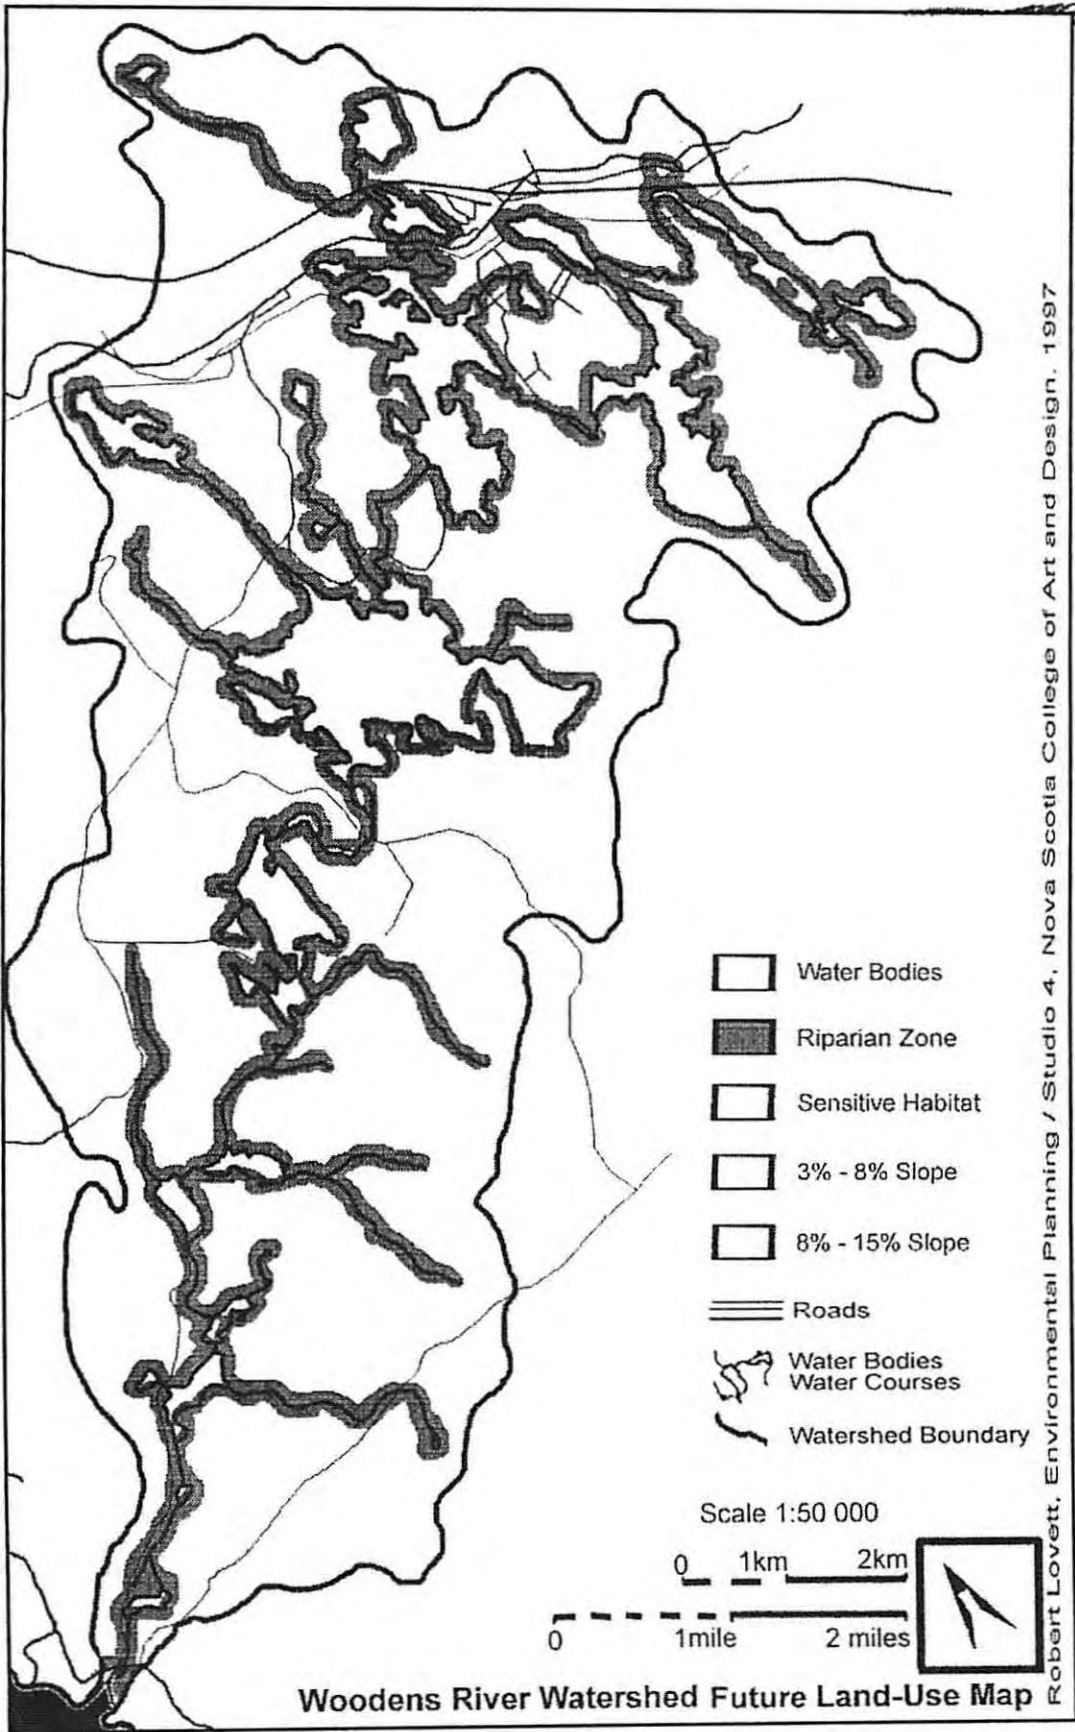 Water Bodies
Riparian Zone
Sensitive Habitat
3% - 8% Slope
8% - 15% Slope
Roads
Water Bodies
Water Courses
Watershed Boundary
Scale 1:50 000
0 1km 2km
0 1mile 2 miles
Woodens River Watershed Future Land-Use Map
Robert Lovett, Environmental Planning / Studio 4, Nova Scotia College of Art and Design. 1997